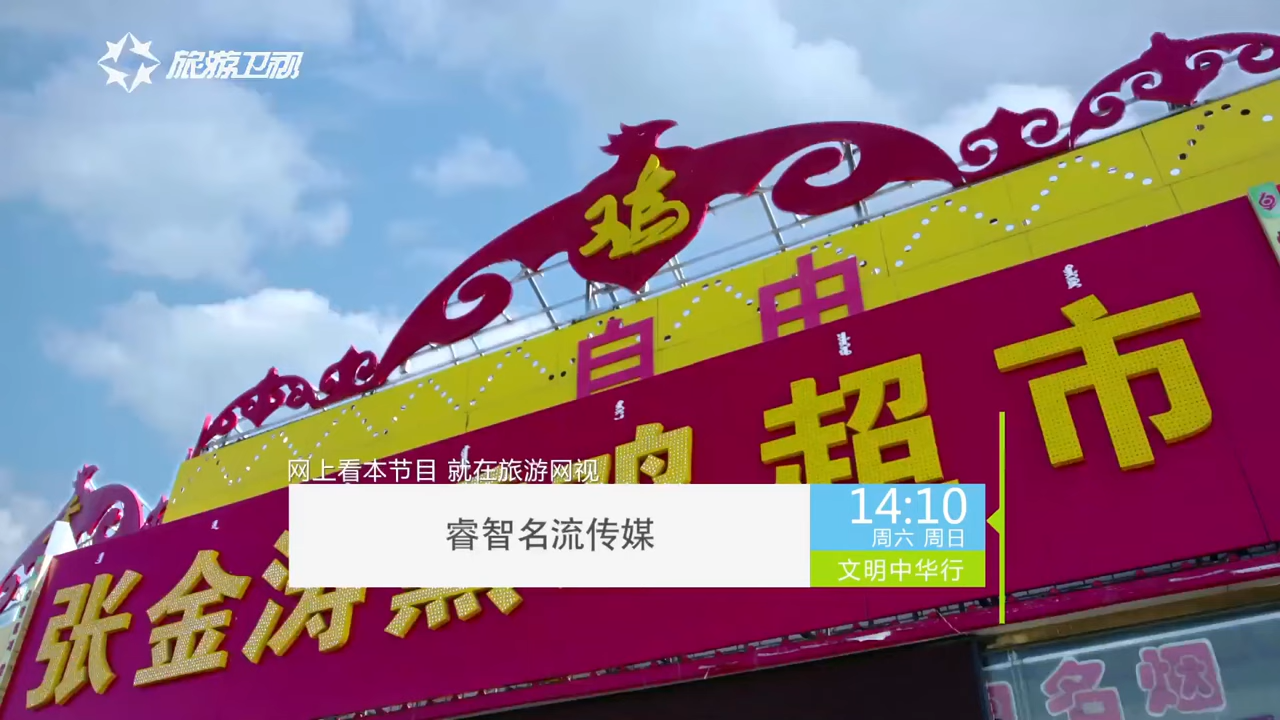 旅游卫视
鸡
自由
张金涛 超市
网上看本节目 就在旅游网视
睿智名流传媒
14:10
周六 周日
文明中华行
名烟